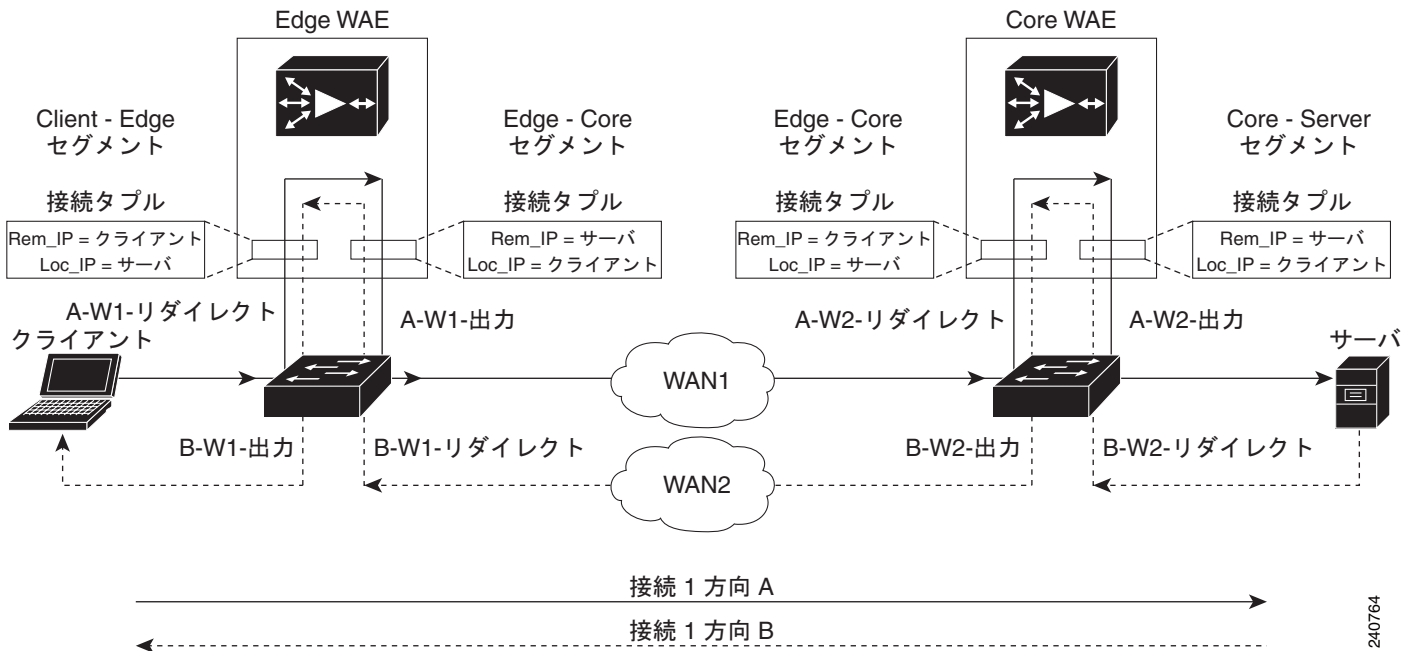 Edge WAE
Core WAE
Client - Edge
セグメント
Edge - Core
セグメント
Edge - Core
セグメント
Core - Server
セグメント
接続タプル
接続タプル
接続タプル
接続タプル
Rem_IP = クライアント
Loc_IP = サーバ
Rem_IP = サーバ
Loc_IP = クライアント
Rem_IP = クライアント
Loc_IP = サーバ
Rem_IP = サーバ
Loc_IP = クライアント
A-W1-リダイレクト
A-W1-出力
A-W2-リダイレクト
A-W2-出力
クライアント
サーバ
WAN1
B-W1-出力
B-W1-リダイレクト
B-W2-出力
B-W2-リダイレクト
WAN2
接続 1 方向 A
接続 1 方向 B
240764